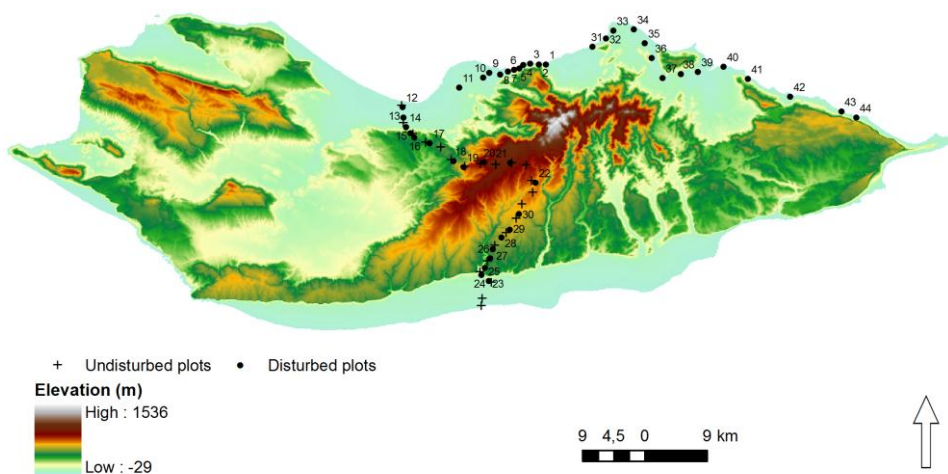 33 34
35
31 32 36
3 1
6
9 40
10 8 7 5 4 2 37 38 39
41
11
42
12
43
13 14 44
15
16 17
18
19 20 21
22
30
29
28
26
27
25
24 23
+ Undisturbed plots ● Disturbed plots
Elevation (m)
High : 1536
Low : -29
9 4,5 0 9 km